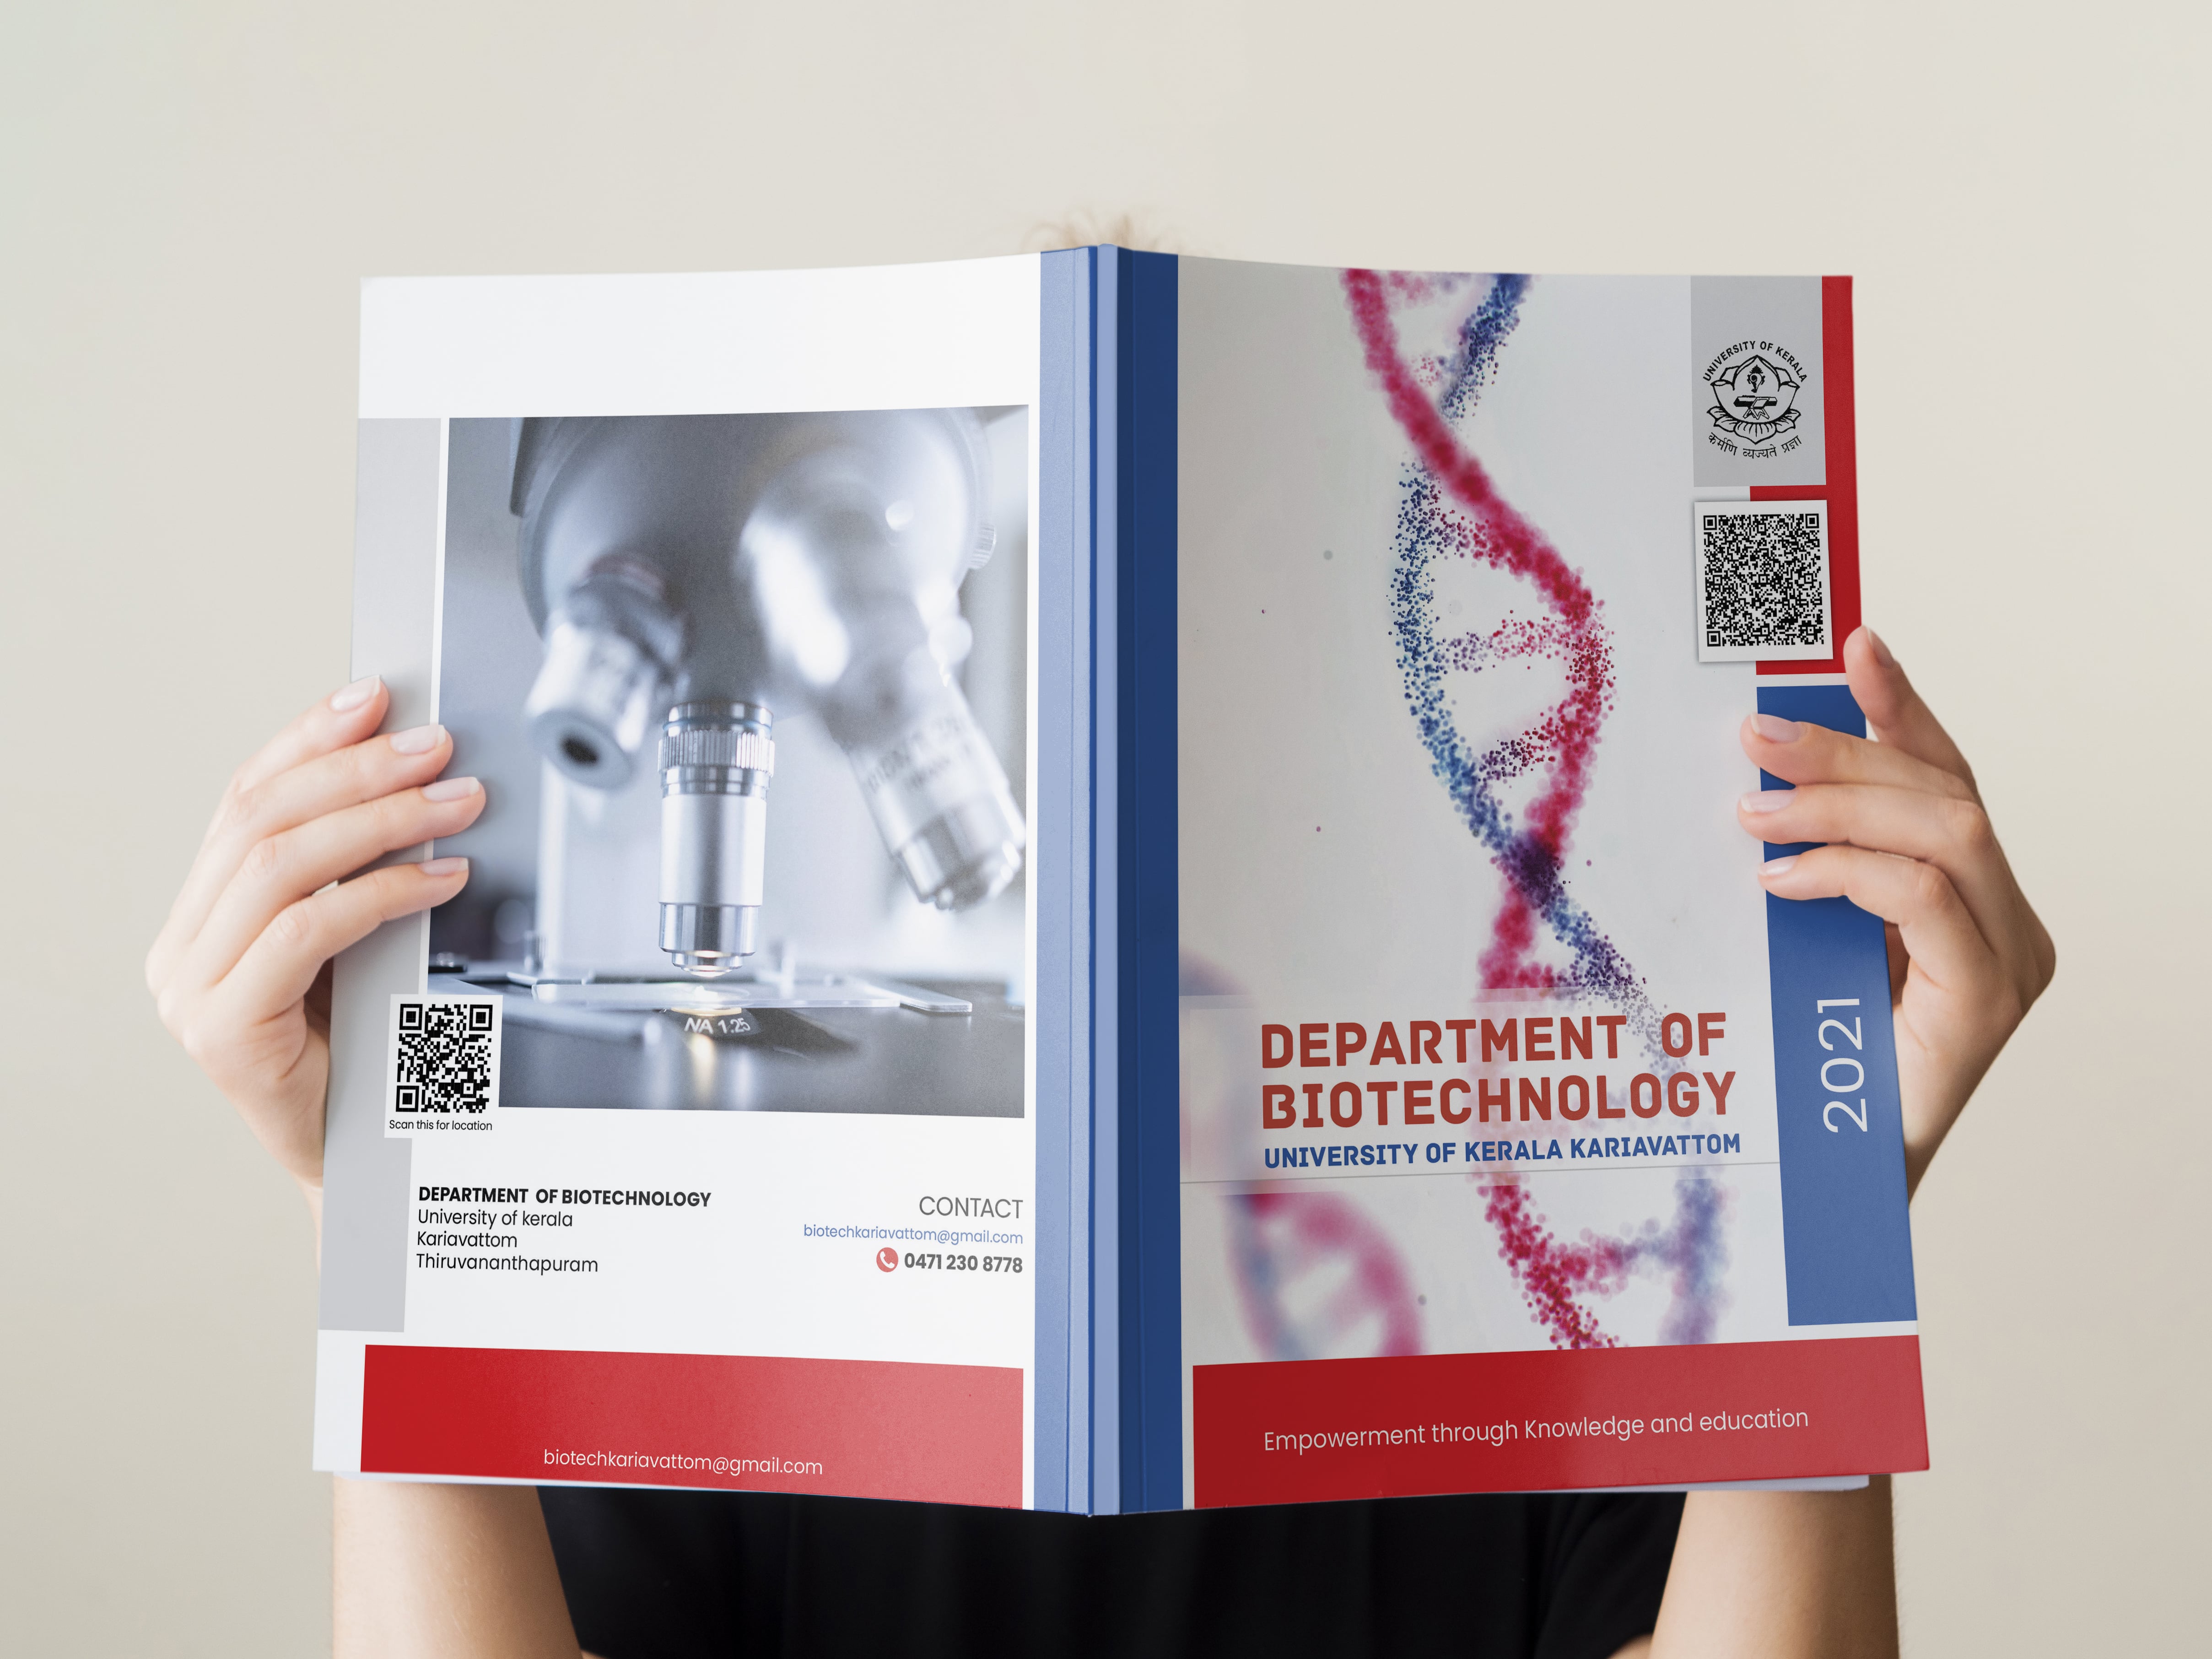 NA 1.25
Scan this for location
DEPARTMENT OF BIOTECHNOLOGY
University of kerala
Kariavattom
Thiruvananthapuram
CONTACT
biotechkariavattom@gmail.com
0471 230 8778
biotechkariavattom@gmail.com
UNIVERSITY OF KERALA
कर्मणि व्यज्यते प्रज्ञा
DEPARTMENT OF
BIOTECHNOLOGY
UNIVERSITY OF KERALA KARIAVATTOM
2021
Empowerment through Knowledge and education